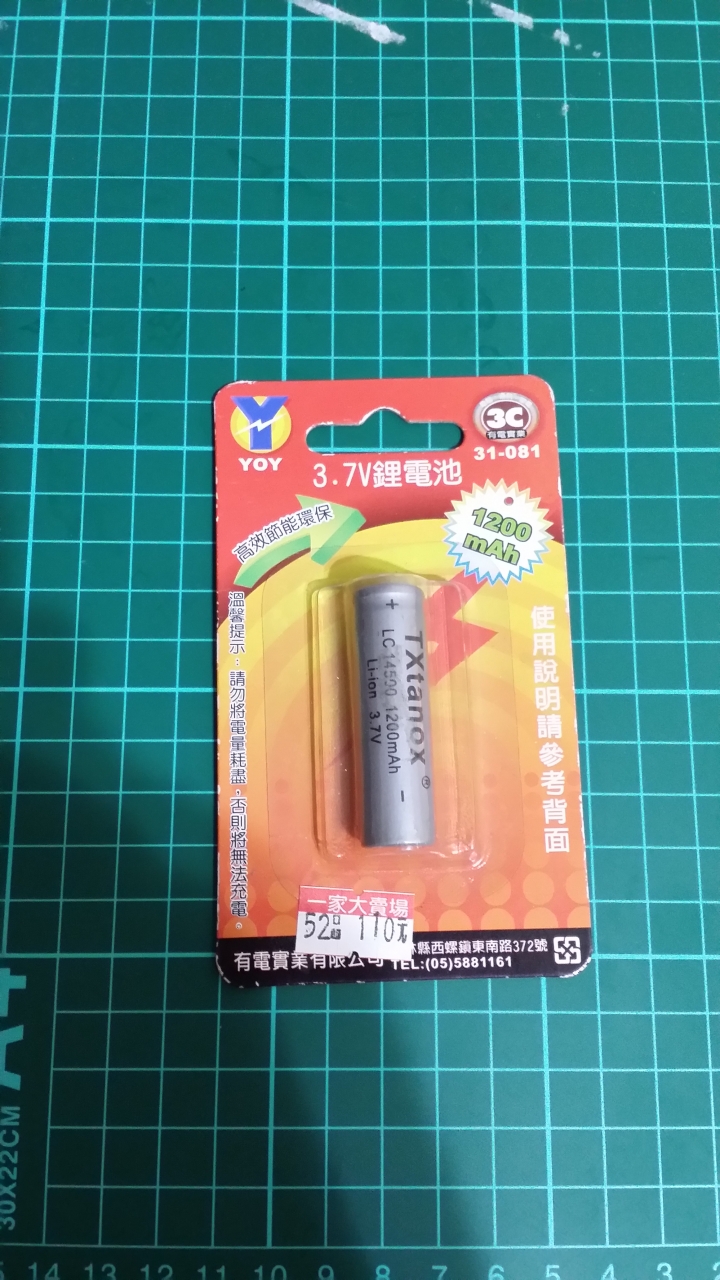 YOY
3C
有電實業
31-081
3.7V鋰電池
高效節能環保
1200
mAh
溫馨提示:請勿將電量耗盡,否則將無法充電。
使用說明請參考背面
+
TXtanox®
LC 14500 1200mAh
Li-ion 3.7V
-
一家大賣場
110元
有電實業有限公司
林縣西螺鎮東南路372號
TEL:(05)5881161
A4
30X22CM
14 13 12 11 10 9 8 7 6 5 4 3 2